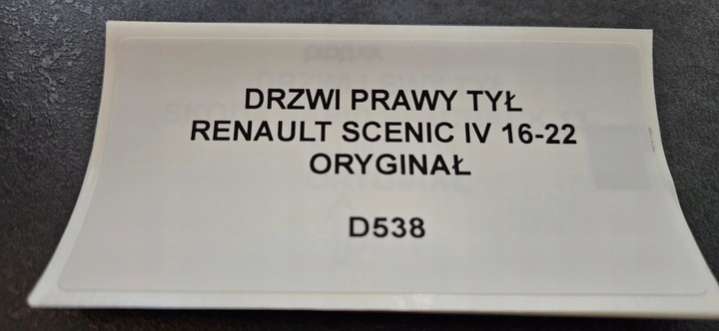 DRZWI PRAWY TYŁ
RENAULT SCENIC IV 16-22
ORYGINAŁ
D538